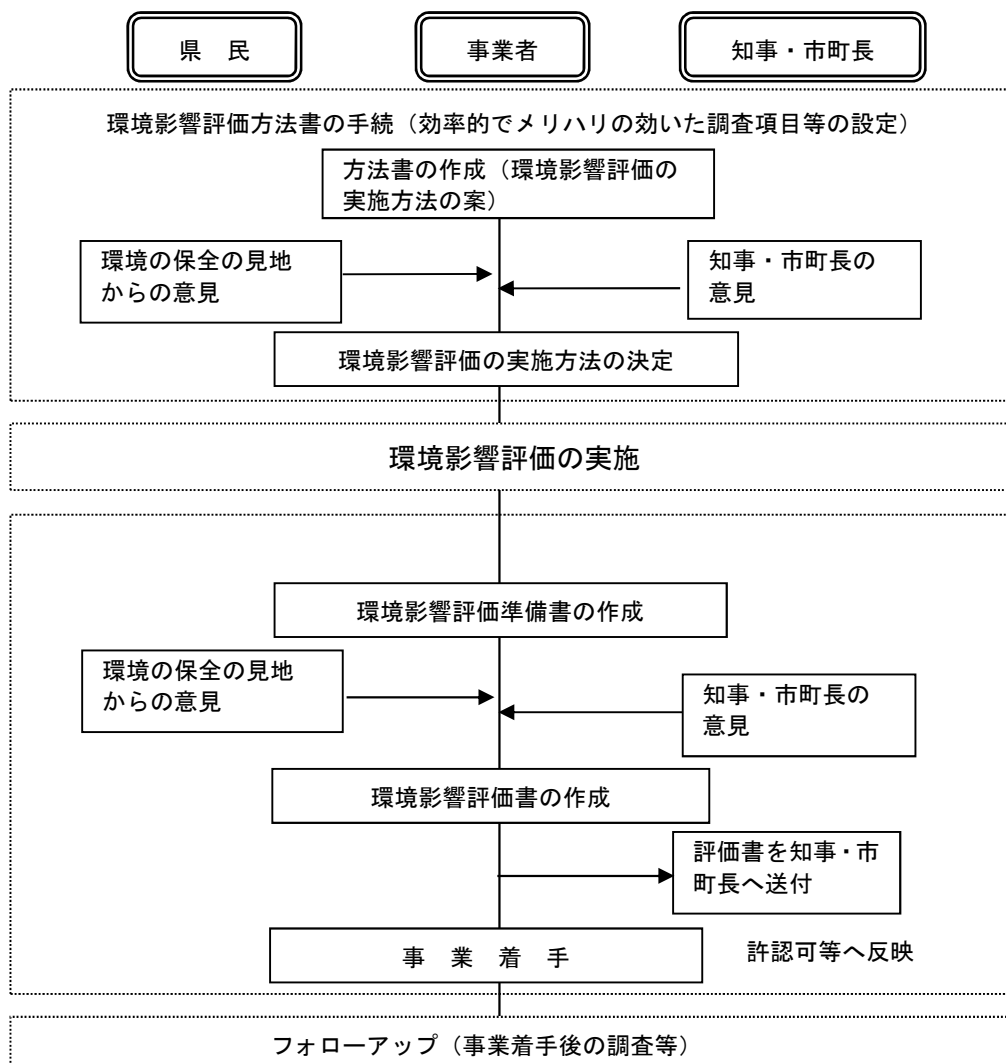 県　民
事業者
知事・市町長
環境影響評価方法書の手続（効率的でメリハリの効いた調査項目等の設定）
方法書の作成（環境影響評価の
実施方法の案）
環境の保全の見地
からの意見
知事・市町長の
意見
環境影響評価の実施方法の決定
環境影響評価の実施
環境影響評価準備書の作成
環境の保全の見地
からの意見
知事・市町長の
意見
環境影響評価書の作成
評価書を知事・市
町長へ送付
事　業　着　手
許認可等へ反映
フォローアップ（事業着手後の調査等）